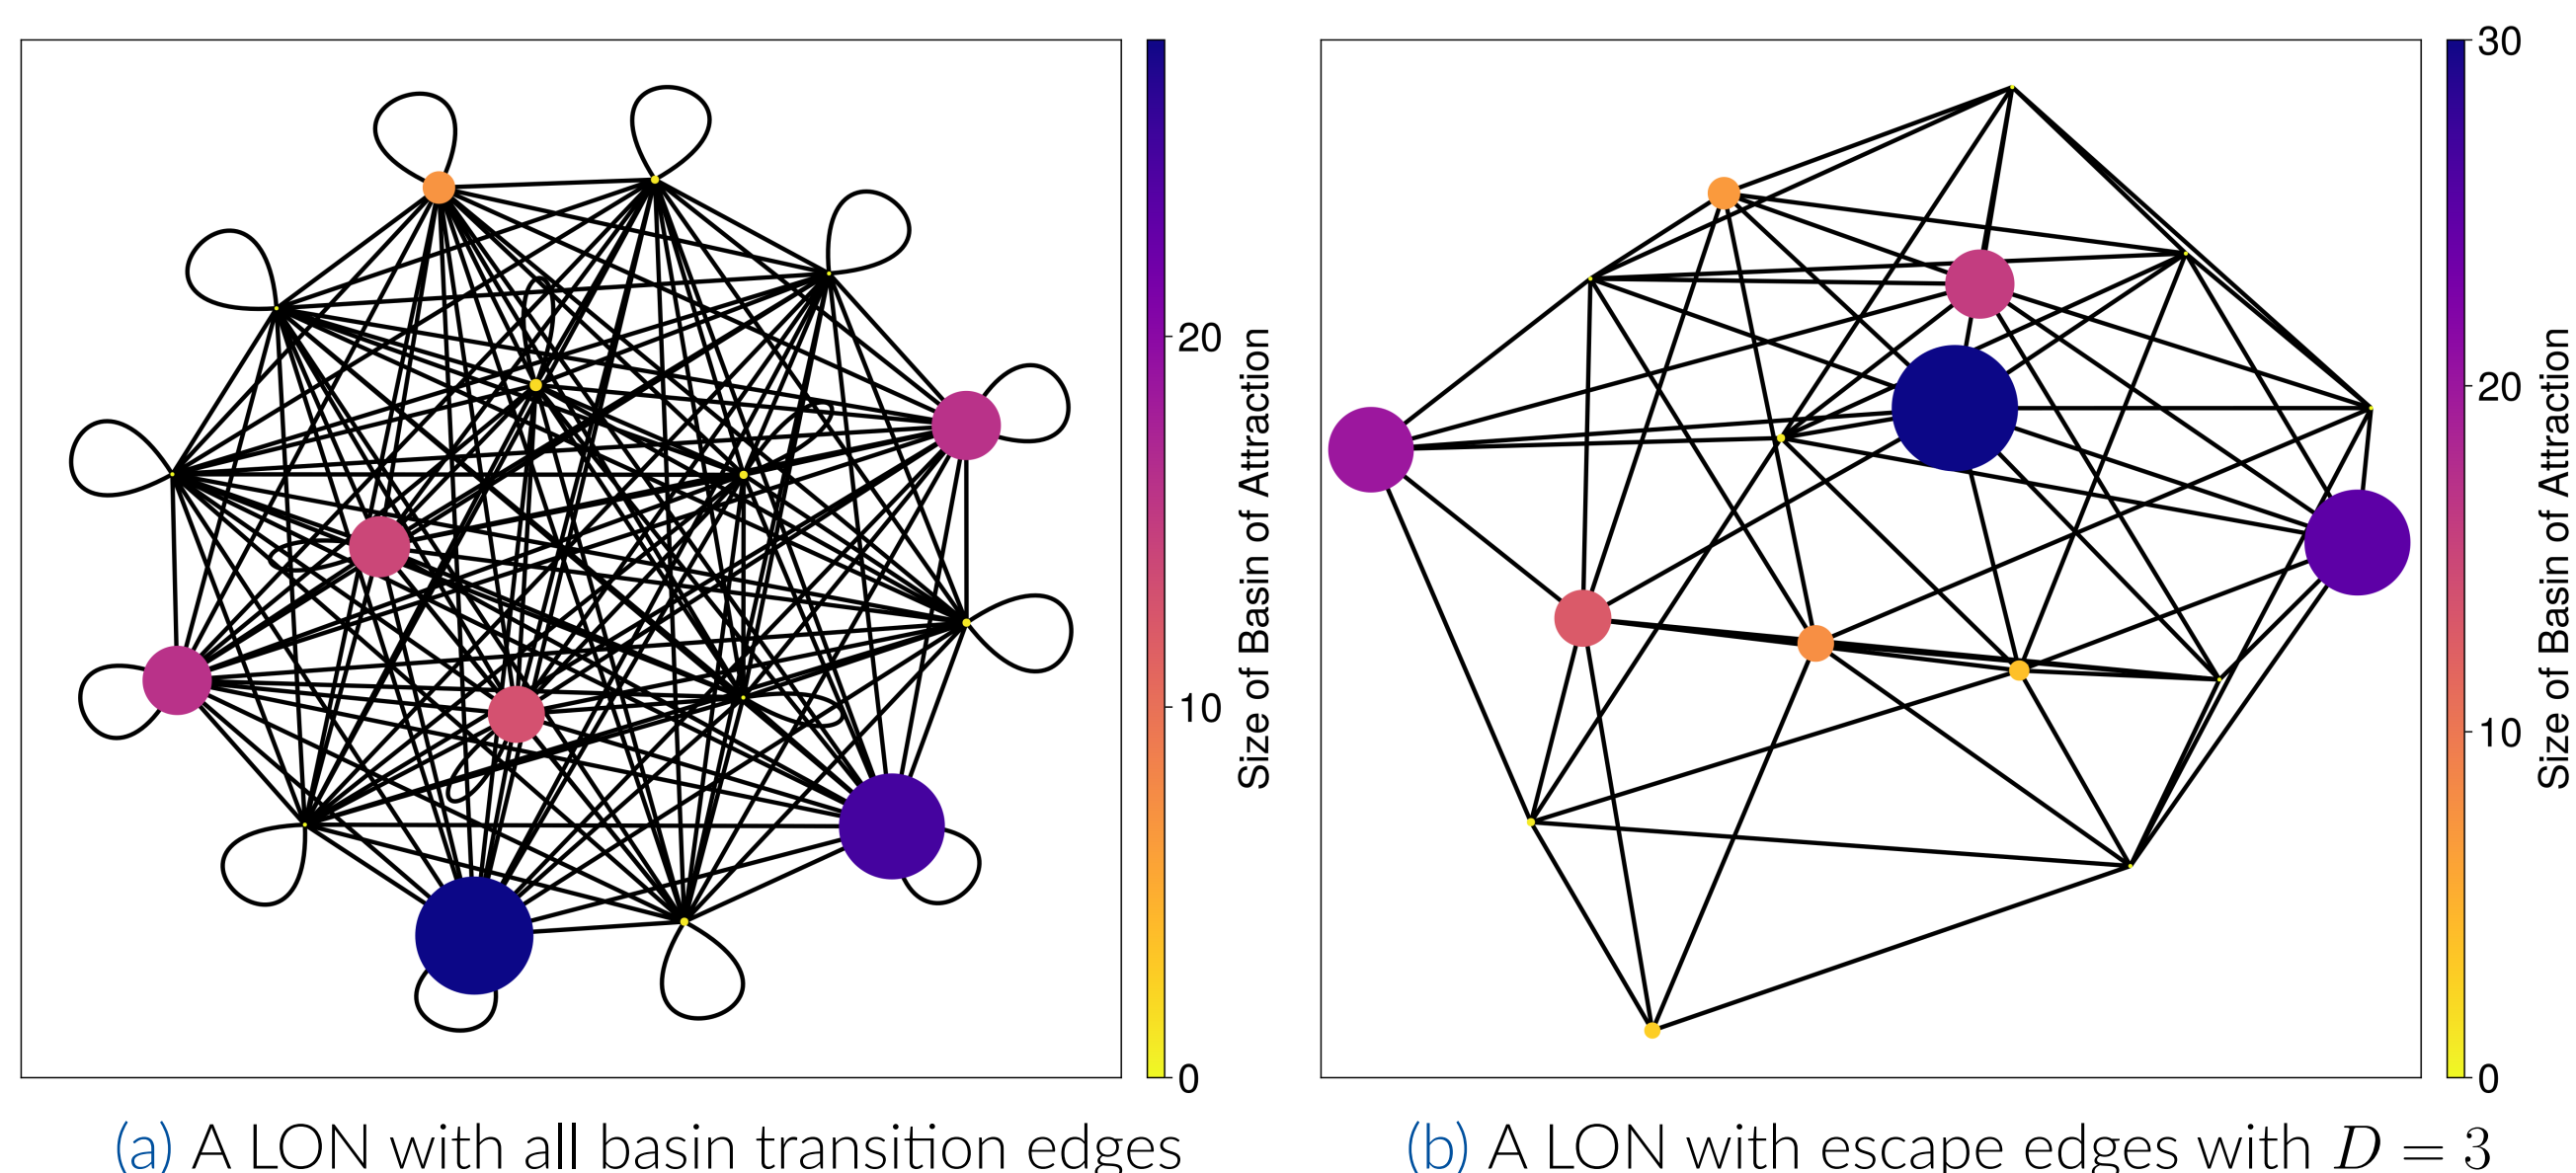 20
10
0
Size of Basin of Attraction
30
20
10
0
Size of Basin of Attraction
(a) A LON with all basin transition edges
(b) A LON with escape edges with D = 3